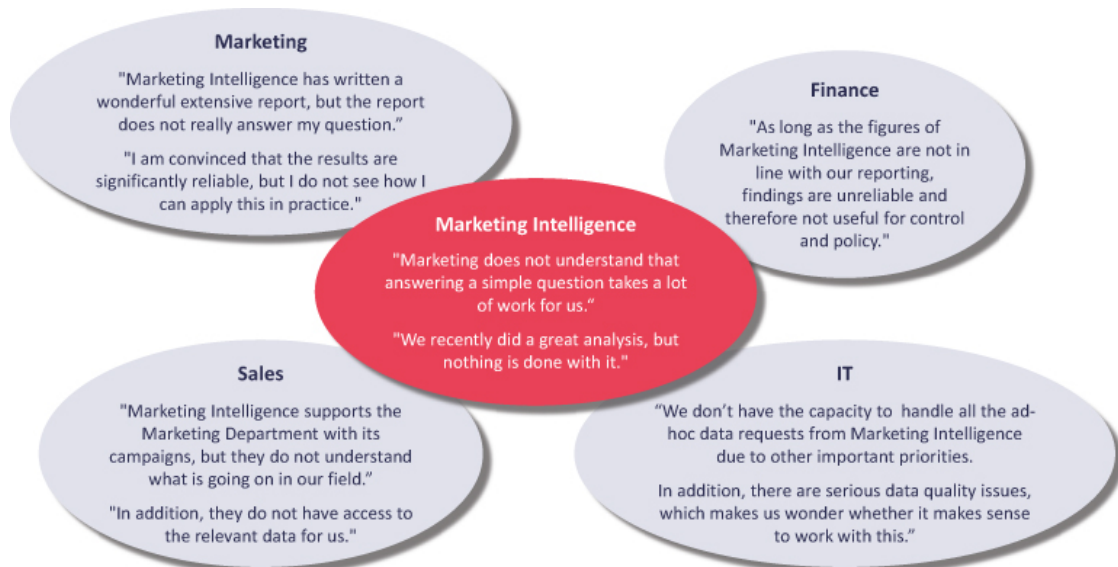 Marketing
"Marketing Intelligence has written a
wonderful extensive report, but the report
does not really answer my question.”
"I am convinced that the results are
significantly reliable, but I do not see how I
can apply this in practice."
Finance
"As long as the figures of
Marketing Intelligence are not in
line with our reporting,
findings are unreliable and
therefore not useful for control
and policy."
Marketing Intelligence
"Marketing does not understand that
answering a simple question takes a lot
of work for us.“
"We recently did a great analysis, but
nothing is done with it."
Sales
"Marketing Intelligence supports the
Marketing Department with its
campaigns, but they do not understand
what is going on in our field.”
"In addition, they do not have access to
the relevant data for us."
IT
“We don’t have the capacity to  handle all the ad-
hoc data requests from Marketing Intelligence
due to other important priorities.
In addition, there are serious data quality issues,
which makes us wonder whether it makes sense
to work with this.”